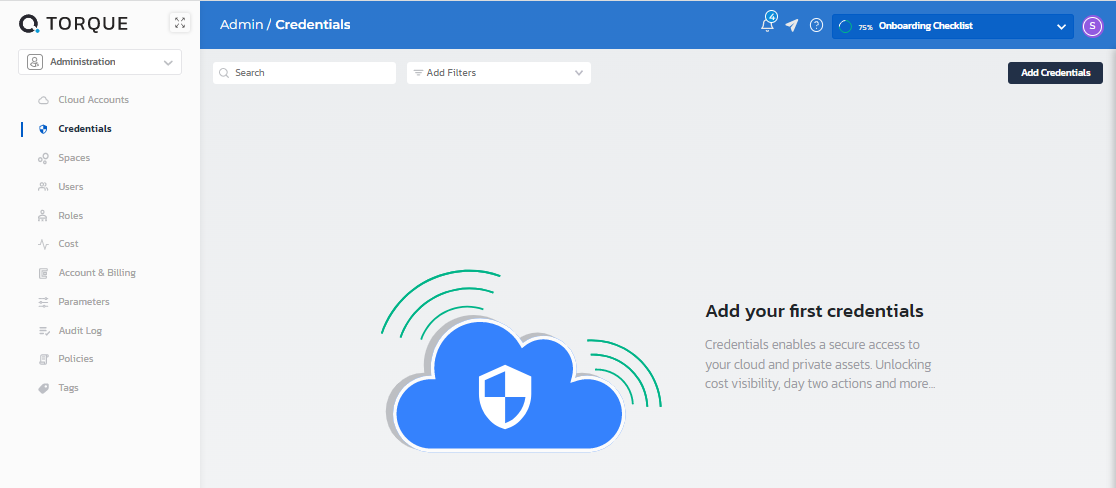 TORQUE
Admin / Credentials
4
75% Onboarding Checklist
S
Administration
Search
Add Filters
Add Credentials
Cloud Accounts
Credentials
Spaces
Users
Roles
Cost
Account & Billing
Parameters
Audit Log
Policies
Tags
Add your first credentials
Credentials enables a secure access to
your cloud and private assets. Unlocking
cost visibility, day two actions and more...